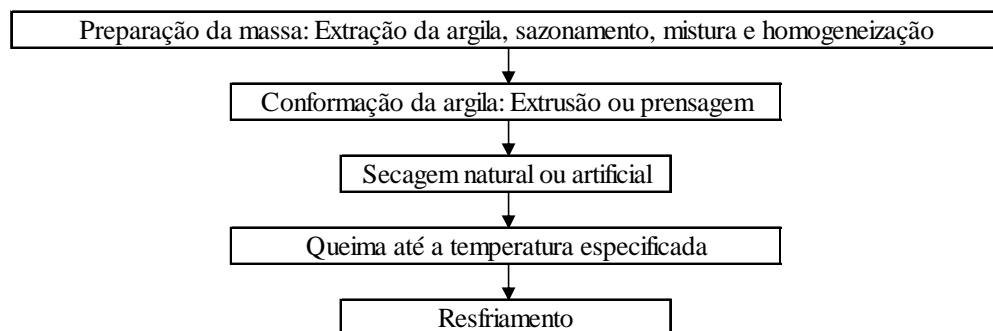 Preparação da massa: Extração da argila, sazonamento, mistura e homogeneização
Conformação da argila: Extrusão ou prensagem
Secagem natural ou artificial
Queima até a temperatura especificada
Resfriamento